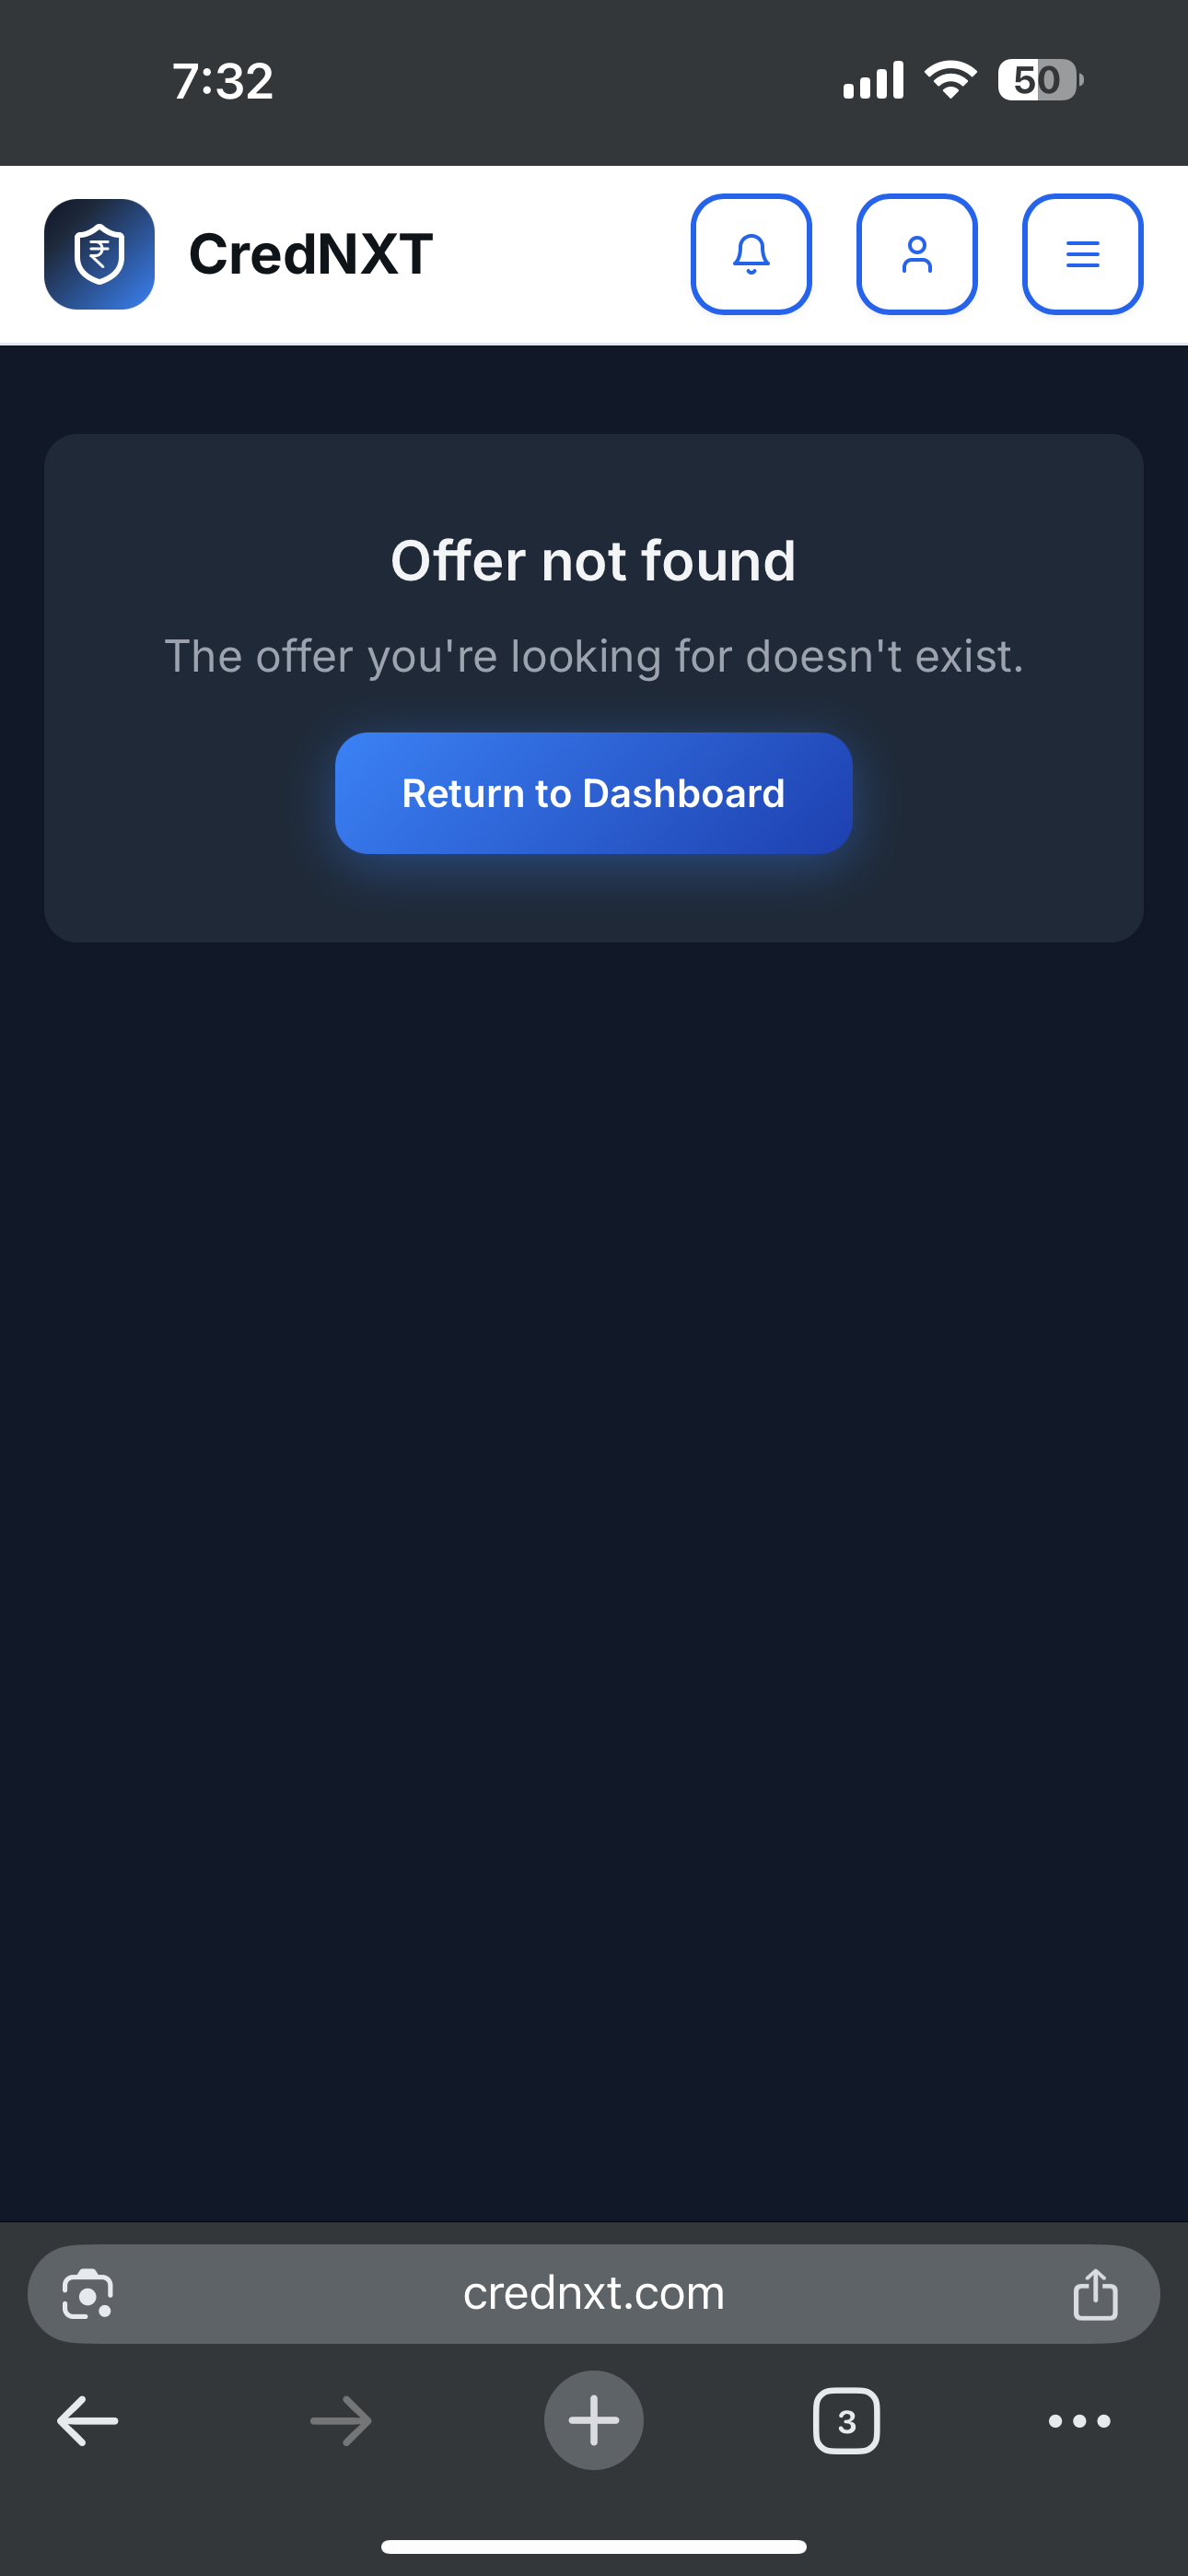 7:32
50
CredNXT
Offer not found
The offer you're looking for doesn't exist.
Return to Dashboard
crednxt.com
3